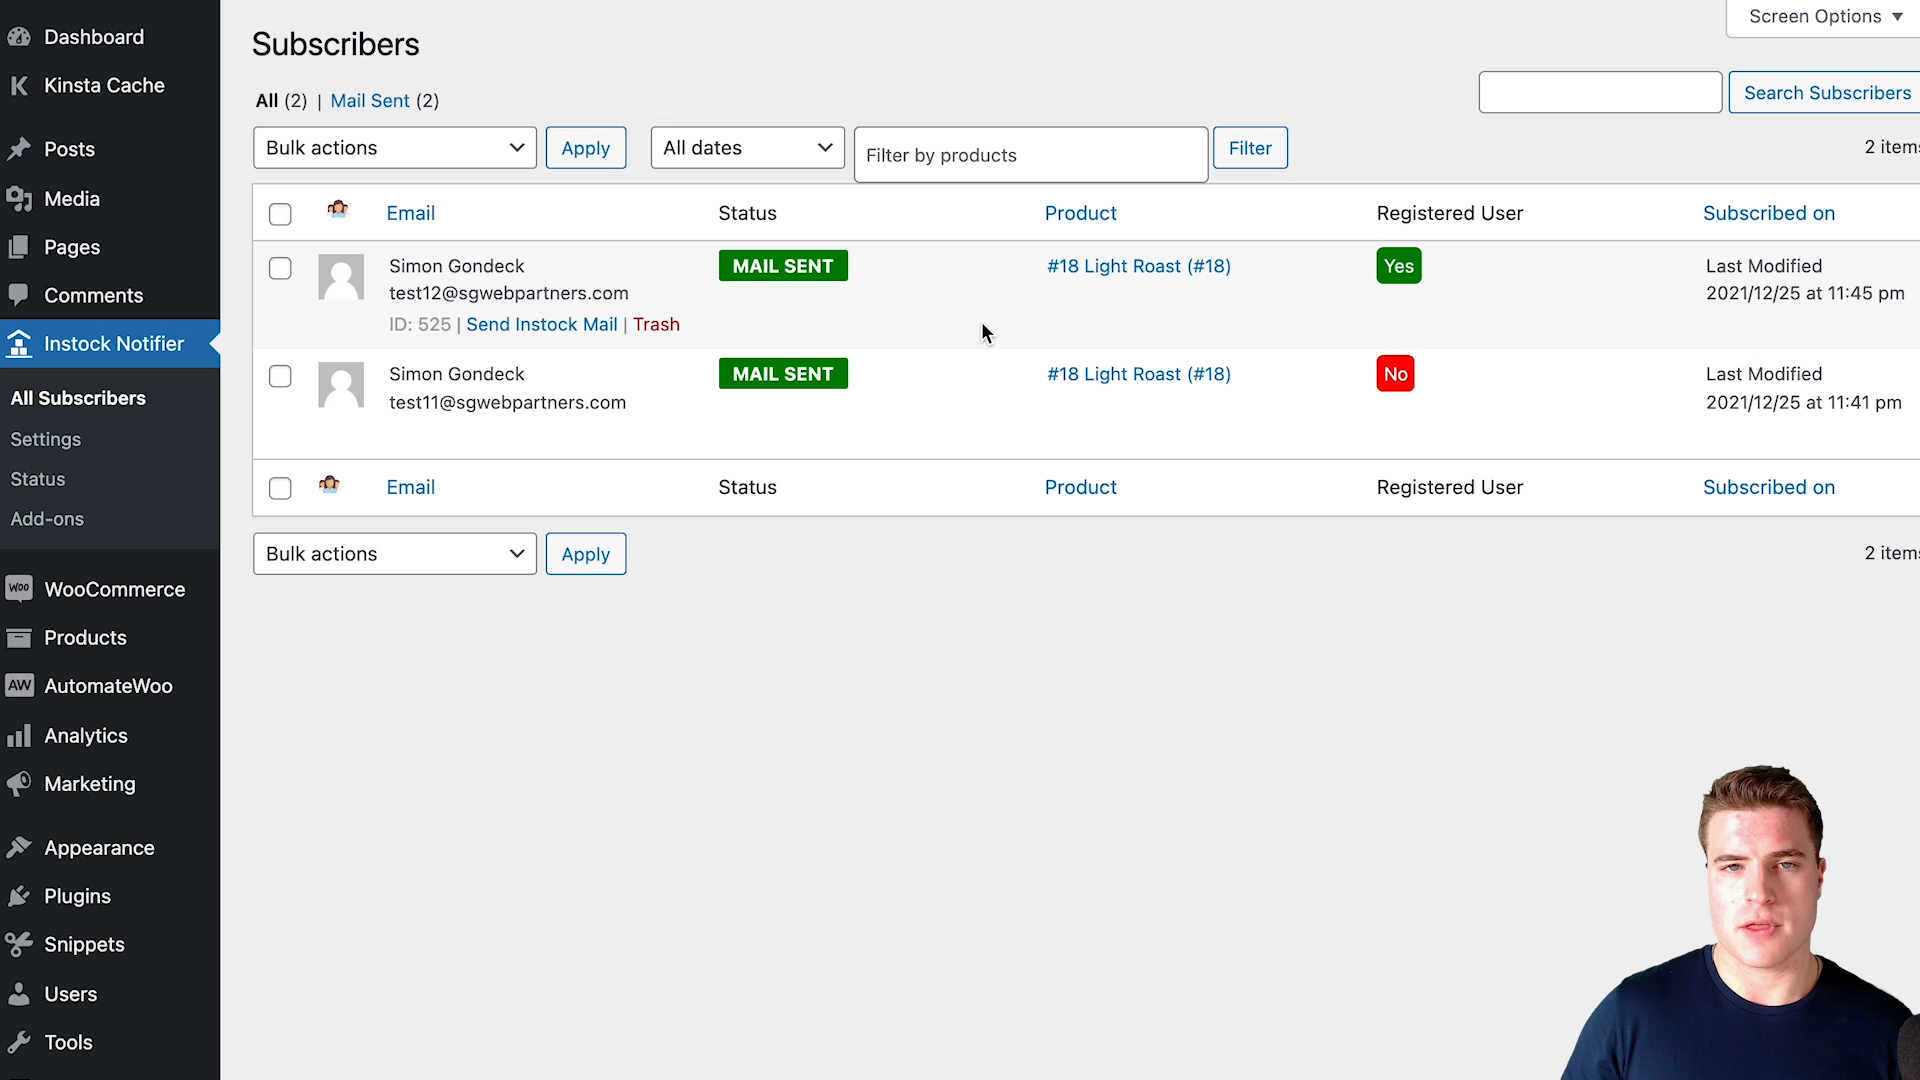 Dashboard
Kinsta Cache
Posts
Media
Pages
Comments
Instock Notifier
All Subscribers
Settings
Status
Add-ons
WooCommerce
Products
AutomateWoo
Analytics
Marketing
Appearance
Plugins
Snippets
Users
Tools
Screen Options
Subscribers
All (2) | Mail Sent (2)
Search Subscribers
Bulk actions Apply All dates Filter by products Filter
2 items
Email Status Product Registered User Subscribed on
Simon Gondeck MAIL SENT #18 Light Roast (#18) Yes Last Modified
test12@sgwebpartners.com 2021/12/25 at 11:45 pm
ID: 525 | Send Instock Mail | Trash
Simon Gondeck MAIL SENT #18 Light Roast (#18) No Last Modified
test11@sgwebpartners.com 2021/12/25 at 11:41 pm
Email Status Product Registered User Subscribed on
Bulk actions Apply 2 items